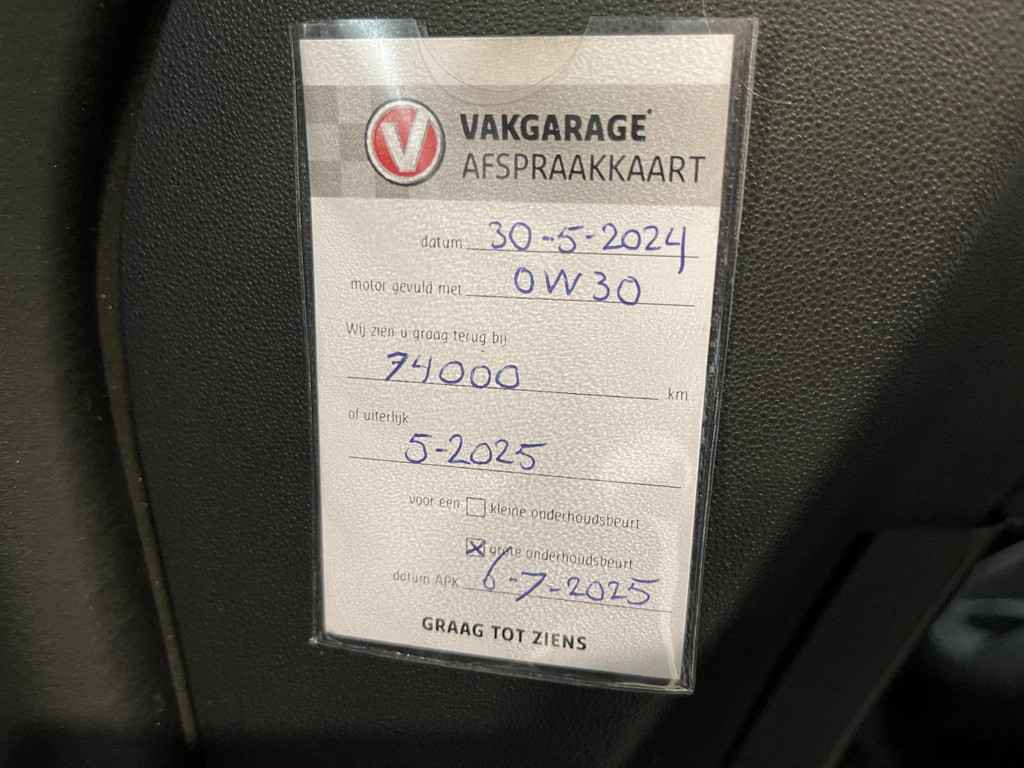 V
VAKGARAGE*
AFSPRAAKKAART
datum 30-5-2024
motor gevuld met 0W30
Wij zien u graag terug bij
74000 km
of uiterlijk
5-2025
voor een kleine onderhoudsbeurt
grote onderhoudsbeurt
datum APK 6-7-2025
GRAAG TOT ZIENS